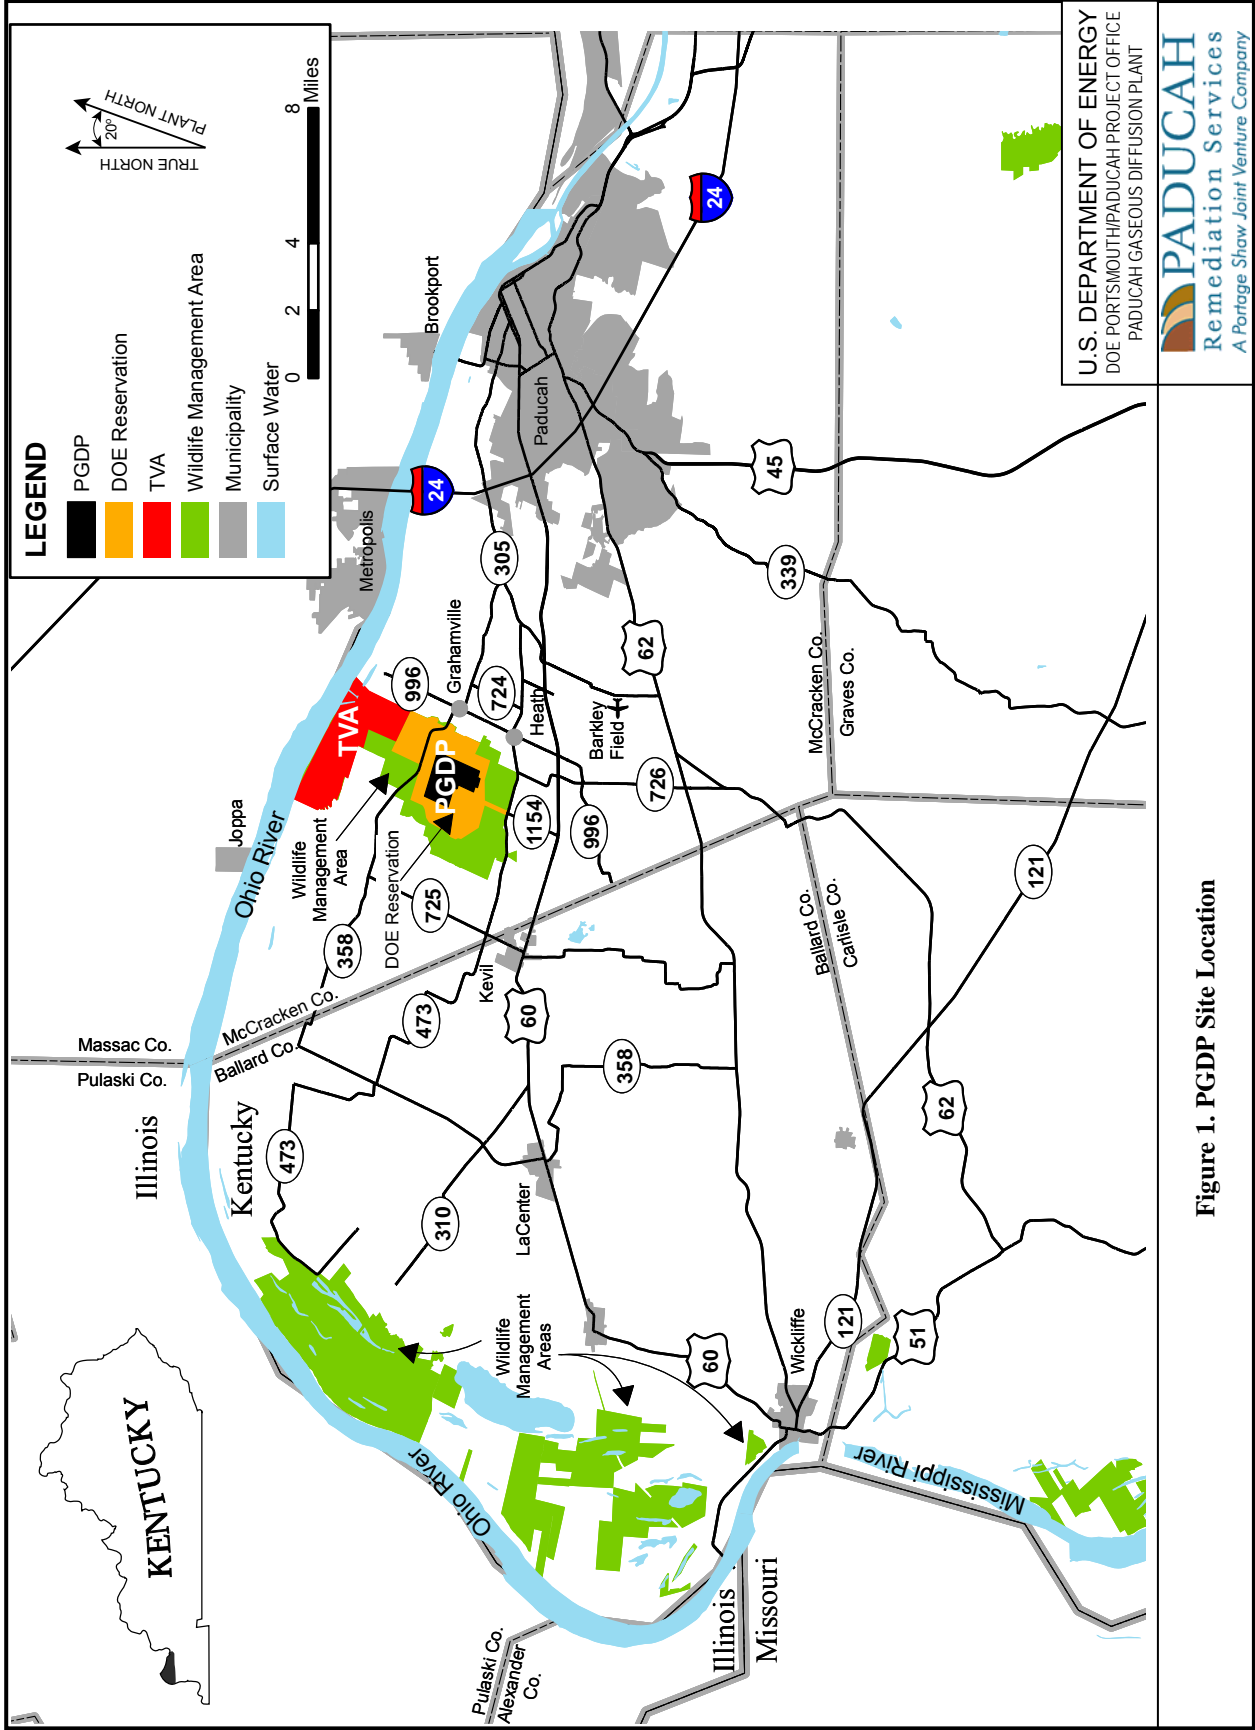 LEGEND
PGDP
DOE Reservation
TVA
Wildlife Management Area
Municipality
Surface Water
TRUE NORTH
PLANT NORTH
20°
0
2
4
8
Miles
KENTUCKY
Illinois
Kentucky
Massac Co.
Pulaski Co.
McCracken Co.
Ballard Co.
Joppa
Ohio River
Metropolis
Brookport
24
TVA
Wildlife
Management
Area
DOE Reservation
PGDP
Grahamville
Heath
Barkley
Field
Paducah
24
305
996
724
358
725
473
1154
996
726
62
45
339
Kevil
60
473
310
358
LaCenter
McCracken Co.
Graves Co.
Ballard Co.
Carlisle Co.
121
62
Wildlife
Management
Areas
60
Wickliffe
121
51
Ohio River
Mississippi River
Pulaski Co.
Alexander
Co.
Illinois
Missouri
U.S. DEPARTMENT OF ENERGY
DOE PORTSMOUTH/PADUCAH PROJECT OFFICE
PADUCAH GASEOUS DIFFUSION PLANT
PADUCAH
Remediation Services
A Portage Shaw Joint Venture Company
Figure 1. PGDP Site Location